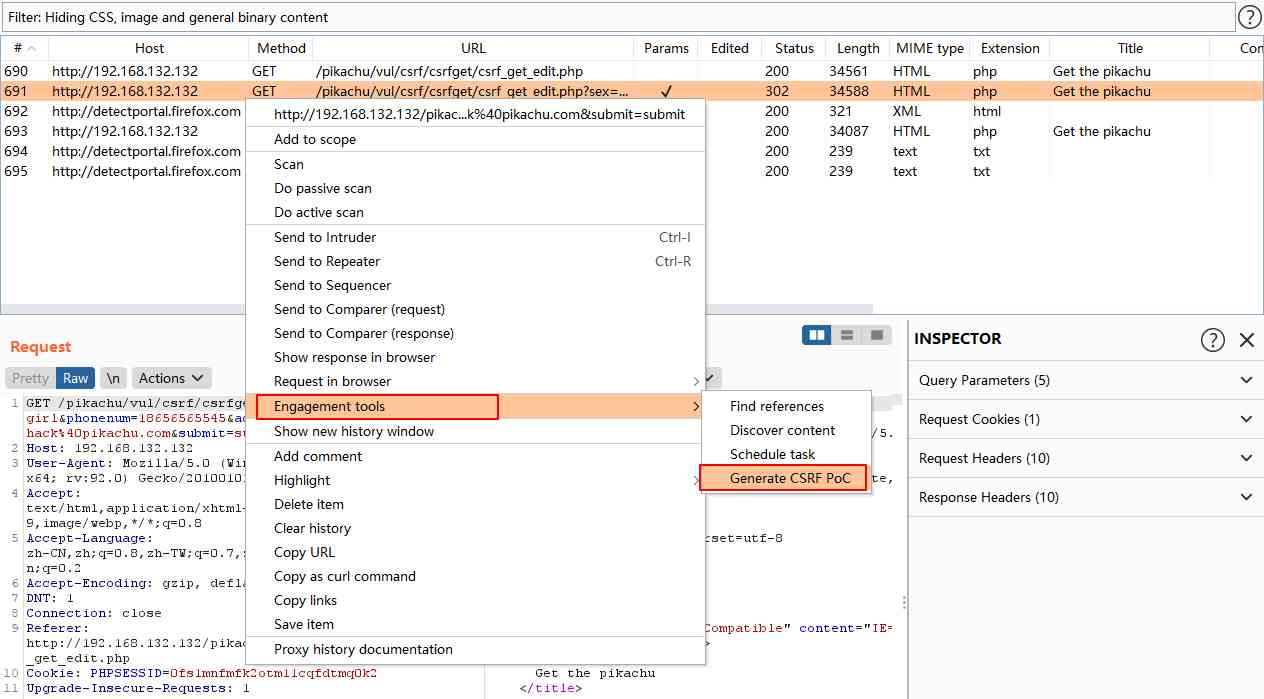 Filter: Hiding CSS, image and general binary content
?
# Host Method URL Params Edited Status Length MIME type Extension Title Con
690 http://192.168.132.132 GET /pikachu/vul/csrf/csrfget/csrf_get_edit.php 200 34561 HTML php Get the pikachu
691 http://192.168.132.132 GET /pikachu/vul/csrf/csrfget/csrf_get_edit.php?sex=... ✓ 302 34588 HTML php Get the pikachu
692 http://detectportal.firefox.com 200 321 XML html
693 http://192.168.132.132 200 34087 HTML php Get the pikachu
694 http://detectportal.firefox.com 200 239 text txt
695 http://detectportal.firefox.com 200 239 text txt
http://192.168.132.132/pikac...k%40pikachu.com&submit=submit
Add to scope
Scan
Do passive scan
Do active scan
Send to Intruder Ctrl-I
Send to Repeater Ctrl-R
Send to Sequencer
Send to Comparer (request)
Send to Comparer (response)
Show response in browser
Request in browser
Engagement tools
Show new history window
Add comment
Highlight
Delete item
Clear history
Copy URL
Copy as curl command
Copy links
Save item
Proxy history documentation
Find references
Discover content
Schedule task
Generate CSRF PoC
Request
Pretty Raw \n Actions
1 GET /pikachu/vul/csrf/csrfge
girl&phonenum=18656565545&ad
hack%40pikachu.com&submit=su
2 Host: 192.168.132.132
3 User-Agent: Mozilla/5.0 (Win
x64; rv:92.0) Gecko/20100101
4 Accept:
text/html,application/xhtml-
9,image/webp,*/*;q=0.8
5 Accept-Language:
zh-CN,zh;q=0.8,zh-TW;q=0.7,
n;q=0.2
6 Accept-Encoding: gzip, defla
7 DNT: 1
8 Connection: close
9 Referer:
http://192.168.132.132/pika
_get_edit.php
10 Cookie: PHPSESSID=0fs1mnfmfk2otml1cqfdtmq0k2
11 Upgrade-Insecure-Requests: 1
/5.
te,
rset=utf-8
Compatible" content="IE=
>
Get the pikachu
</title>
INSPECTOR
?
Query Parameters (5)
Request Cookies (1)
Request Headers (10)
Response Headers (10)